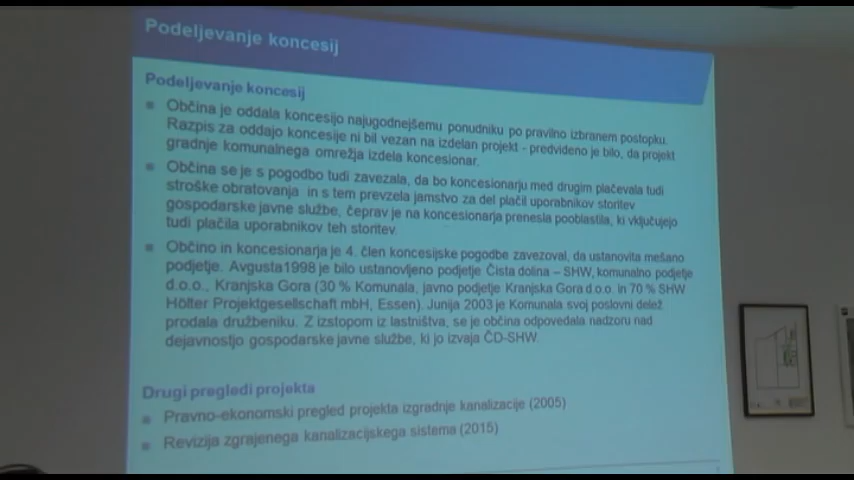 Podeljevanje koncesij
Podeljevanje koncesij
Občina je oddala koncesijo najugodnejšemu ponudniku po pravilno izbranem postopku.
Razpis za oddajo koncesije ni bil vezan na izdelan projekt - predvideno je bilo, da projekt
gradnje komunalnega omrežja izdela koncesionar.
Občina se je s pogodbo tudi zavezala, da bo koncesionarju med drugim plačevala tudi
stroške obratovanja in s tem prevzela jamstvo za del plačil uporabnikov storitev
gospodarske javne službe, čeprav je na koncesionarja prenesla pooblastila, ki vključujejo
tudi plačila uporabnikov teh storitev.
Občino in koncesionarja je 4. člen koncesijske pogodbe zavezoval, da ustanovita mešano
podjetje. Avgusta 1998 je bilo ustanovljeno podjetje Čista dolina – SHW, komunalno podjetje
d.o.o., Kranjska Gora (30 % Komunala, javno podjetje Kranjska Gora d.o.o. in 70 % SHW
Hölter Projektgesellschaft mbH, Essen). Junija 2003 je Komunala svoj poslovni delež
prodala družbeniku. Z izstopom iz lastništva, se je občina odpovedala nadzoru nad
dejavnostjo gospodarske javne službe, ki jo izvaja ČD-SHW.
Drugi pregledi projekta
Pravno-ekonomski pregled projekta izgradnje kanalizacije (2005)
Revizija zgrajenega kanalizacijskega sistema (2015)